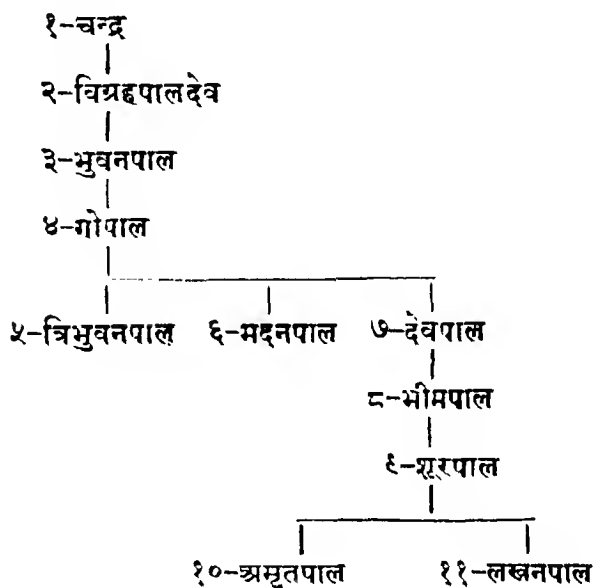 १-चन्द्र
२-विग्रहपालदेव
३-भुवनपाल
४-गोपाल
५-त्रिभुवनपाल ६-मदनपाल ७-देवपाल
८-भीमपाल
९-शूरपाल
१०-अमृतपाल ११-लखनपाल